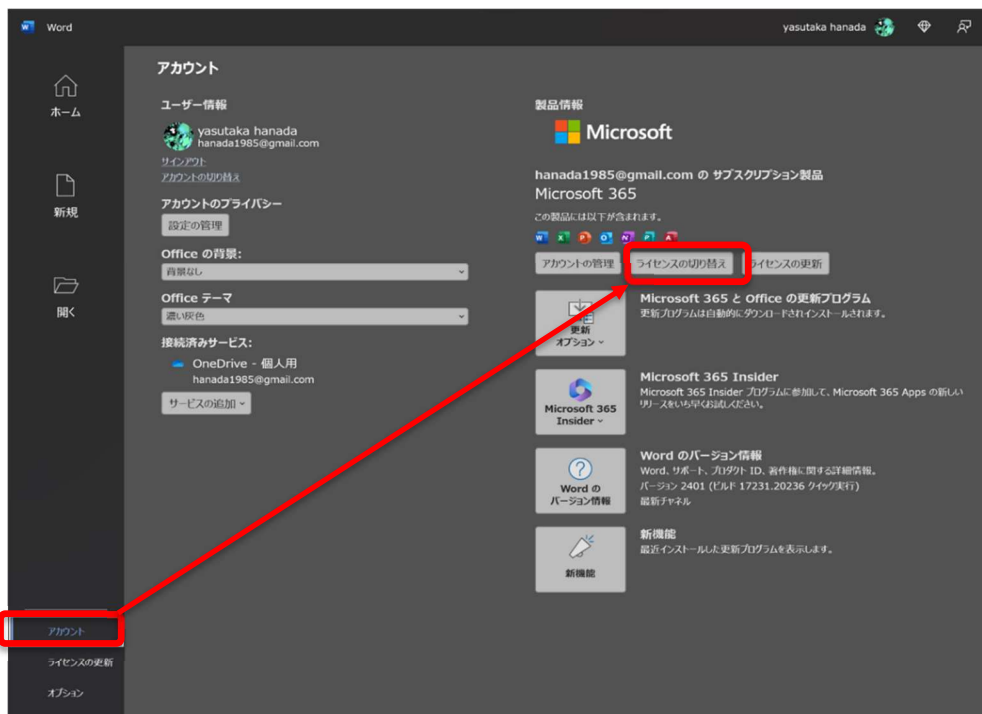 Word
yasutaka hanada
ホーム
新規
開く
アカウント
ライセンスの更新
オプション
アカウント
ユーザー情報
yasutaka hanada
hanada1985@gmail.com
サインアウト
アカウントの切り替え
アカウントのプライバシー
設定の管理
Office の背景:
背景なし
Office テーマ
濃い灰色
接続済みサービス:
OneDrive - 個人用
hanada1985@gmail.com
サービスの追加
製品情報
Microsoft
hanada1985@gmail.com の サブスクリプション製品
Microsoft 365
この製品には以下が含まれます。
アカウントの管理 ライセンスの切り替え ライセンスの更新
更新
オプション
Microsoft 365 と Office の更新プログラム
更新プログラムは自動的にダウンロードされインストールされます。
Microsoft 365
Insider
Microsoft 365 Insider
Microsoft 365 Insider プログラムに参加して、Microsoft 365 Apps の新しい
リリースをいち早くお試しください。
Word の
バージョン情報
Word のバージョン情報
Word、サポート、プロダクト ID、著作権に関する詳細情報。
バージョン 2401 (ビルド 17231.20236 クイック実行)
最新チャネル
新機能
新機能
最近インストールした更新プログラムを表示します。